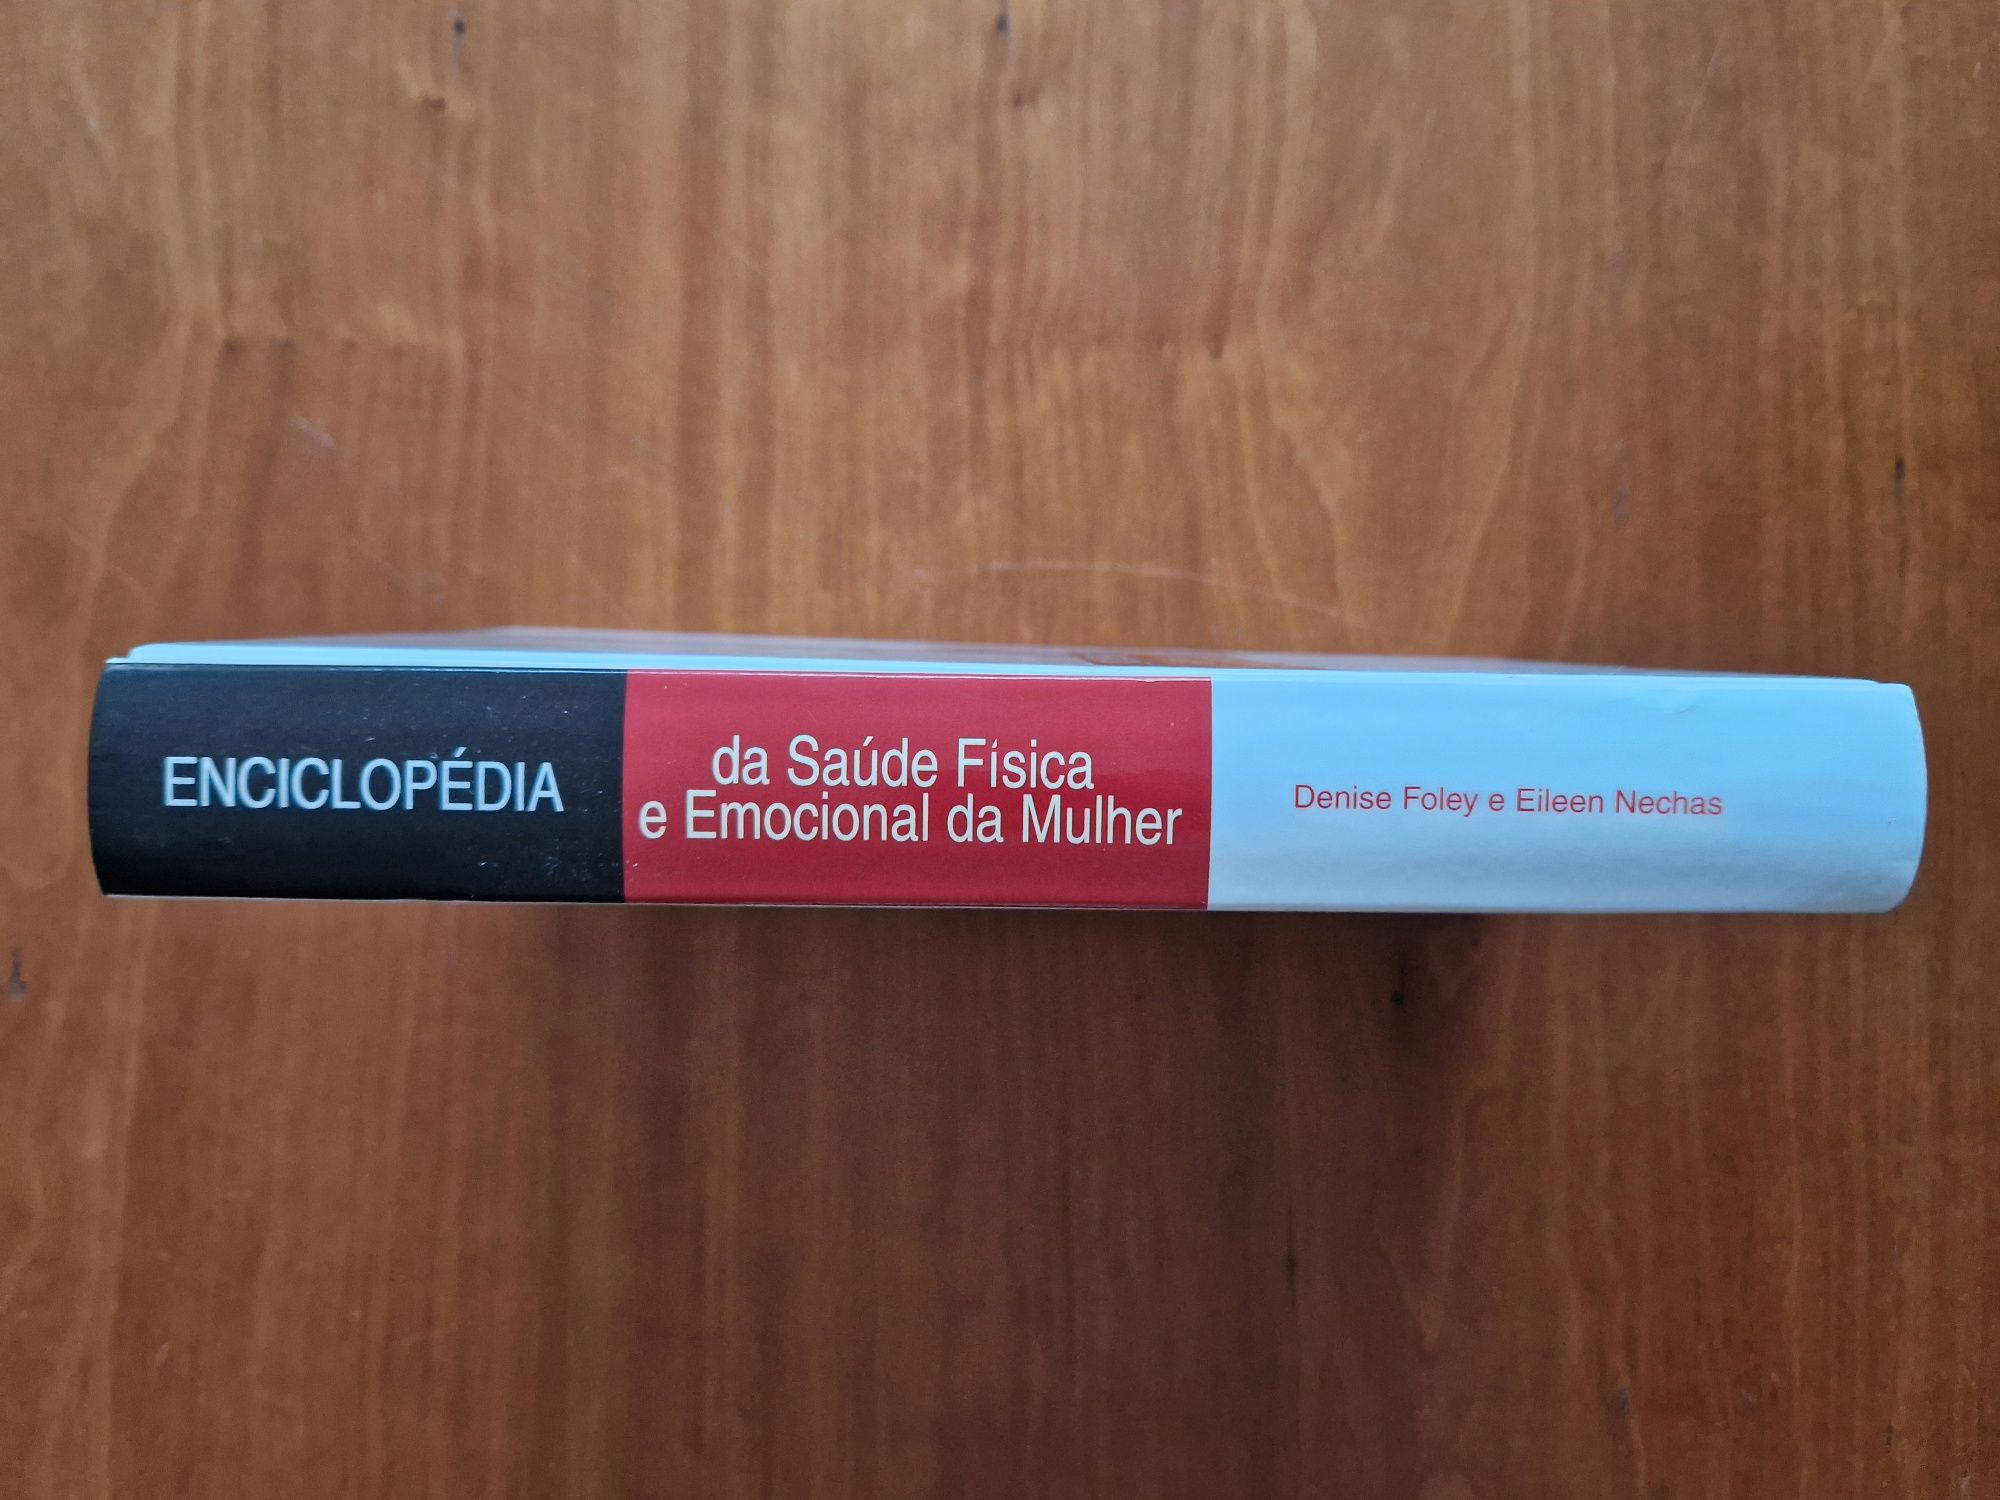 ENCICLOPÉDIA
da Saúde Física
e Emocional da Mulher
Denise Foley e Eileen Nechas